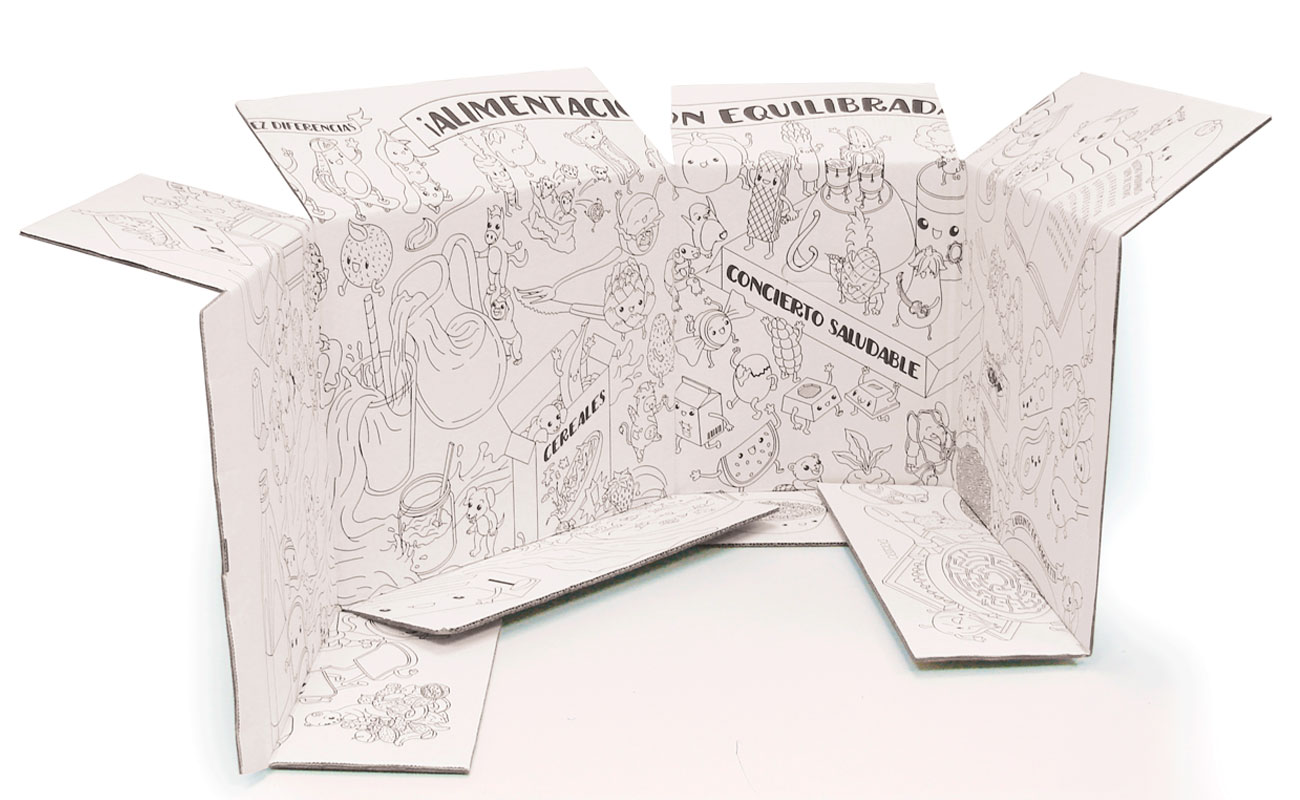 EZ DIFERENCIAS
¡ALIMENTACIÓN EQUILIBRADA
CONCIERTO SALUDABLE
CEREALES